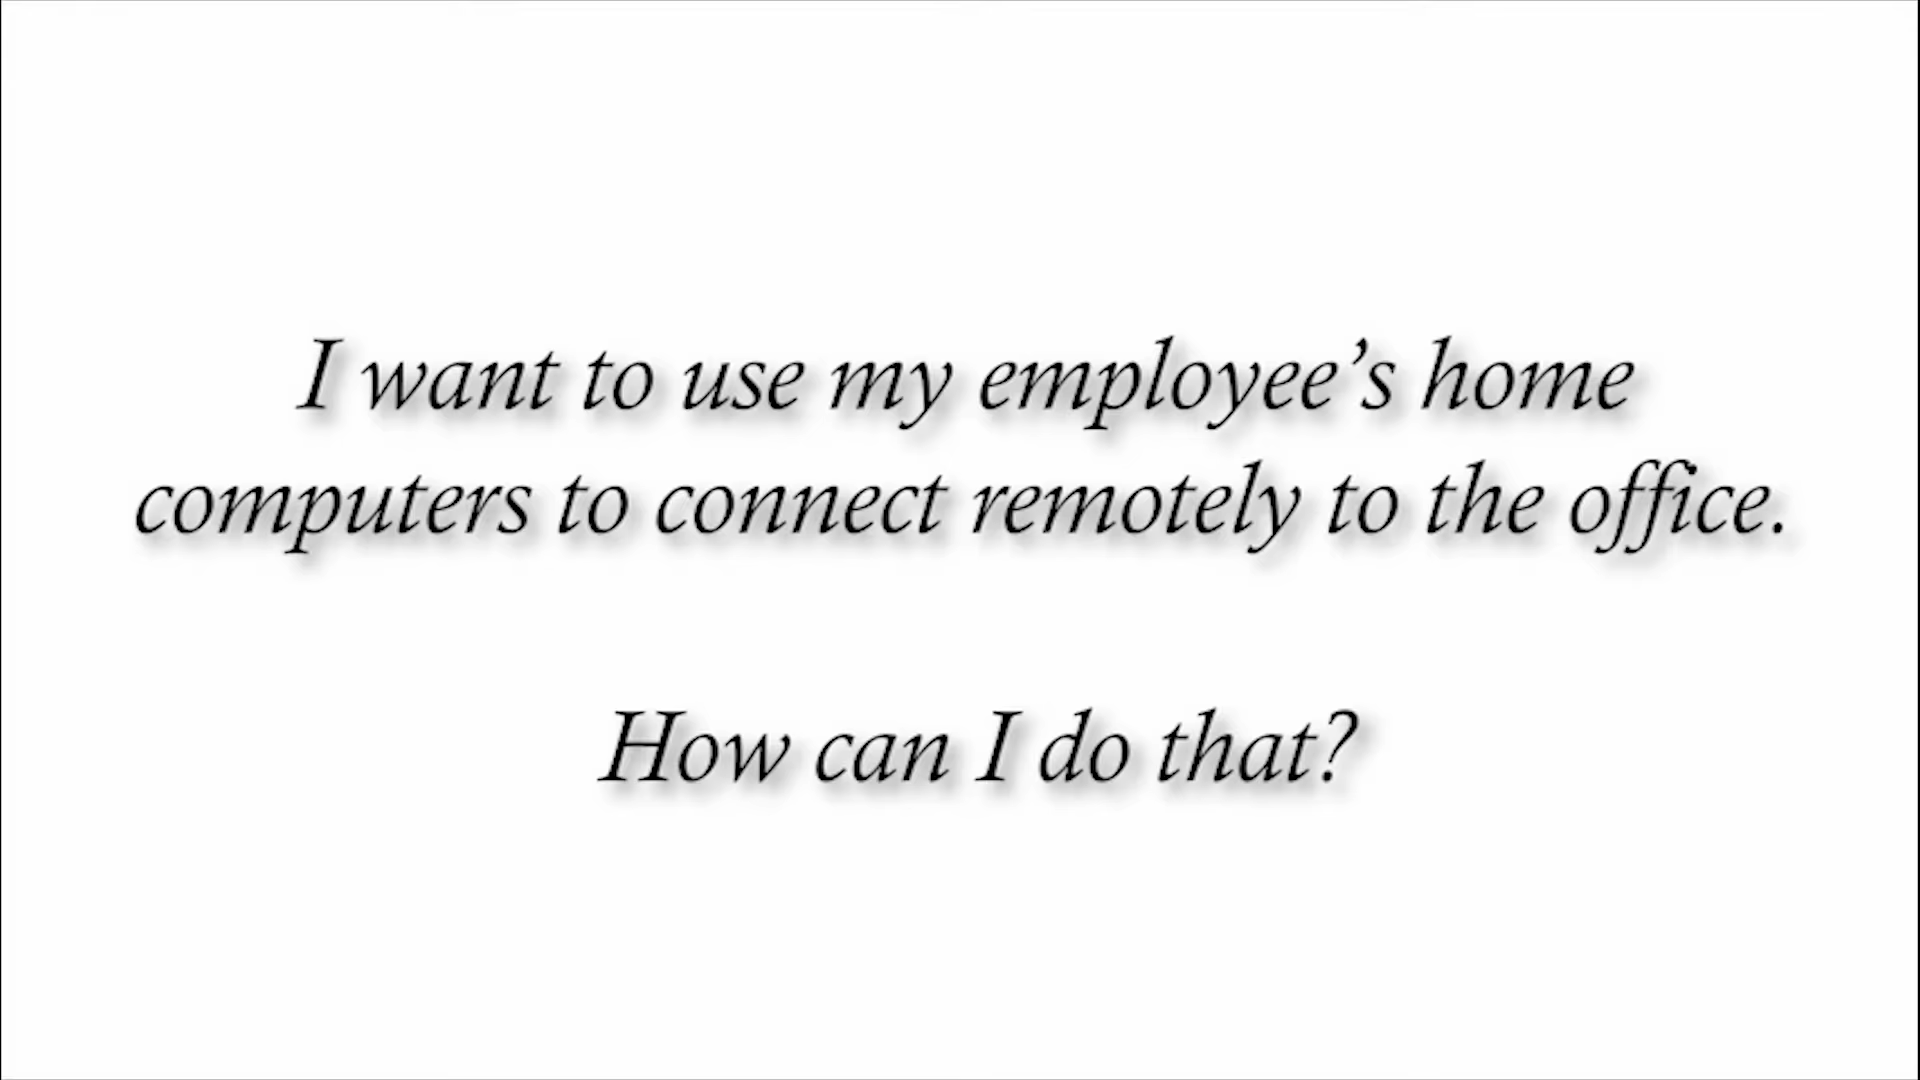 I want to use my employee’s home
computers to connect remotely to the office.
How can I do that?